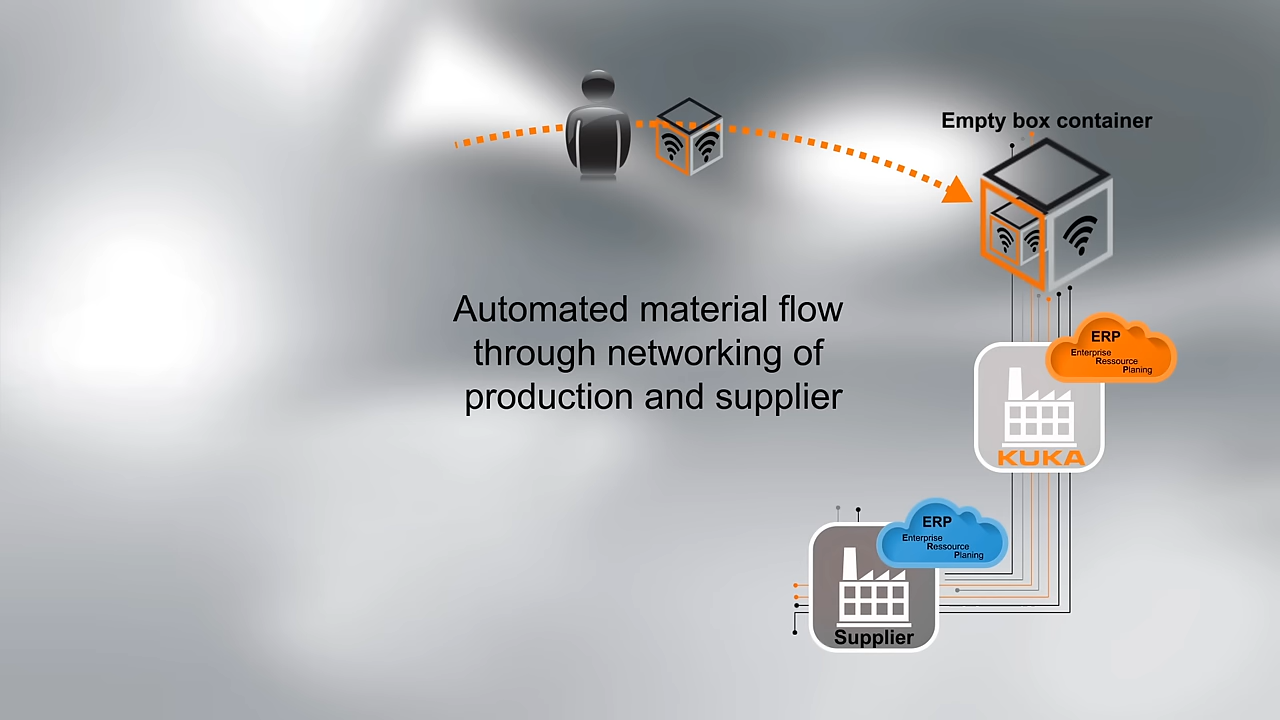 Empty box container
Automated material flow
through networking of
production and supplier
ERP
Enterprise
Ressource
Planing
KUKA
ERP
Enterprise
Ressource
Planing
Supplier